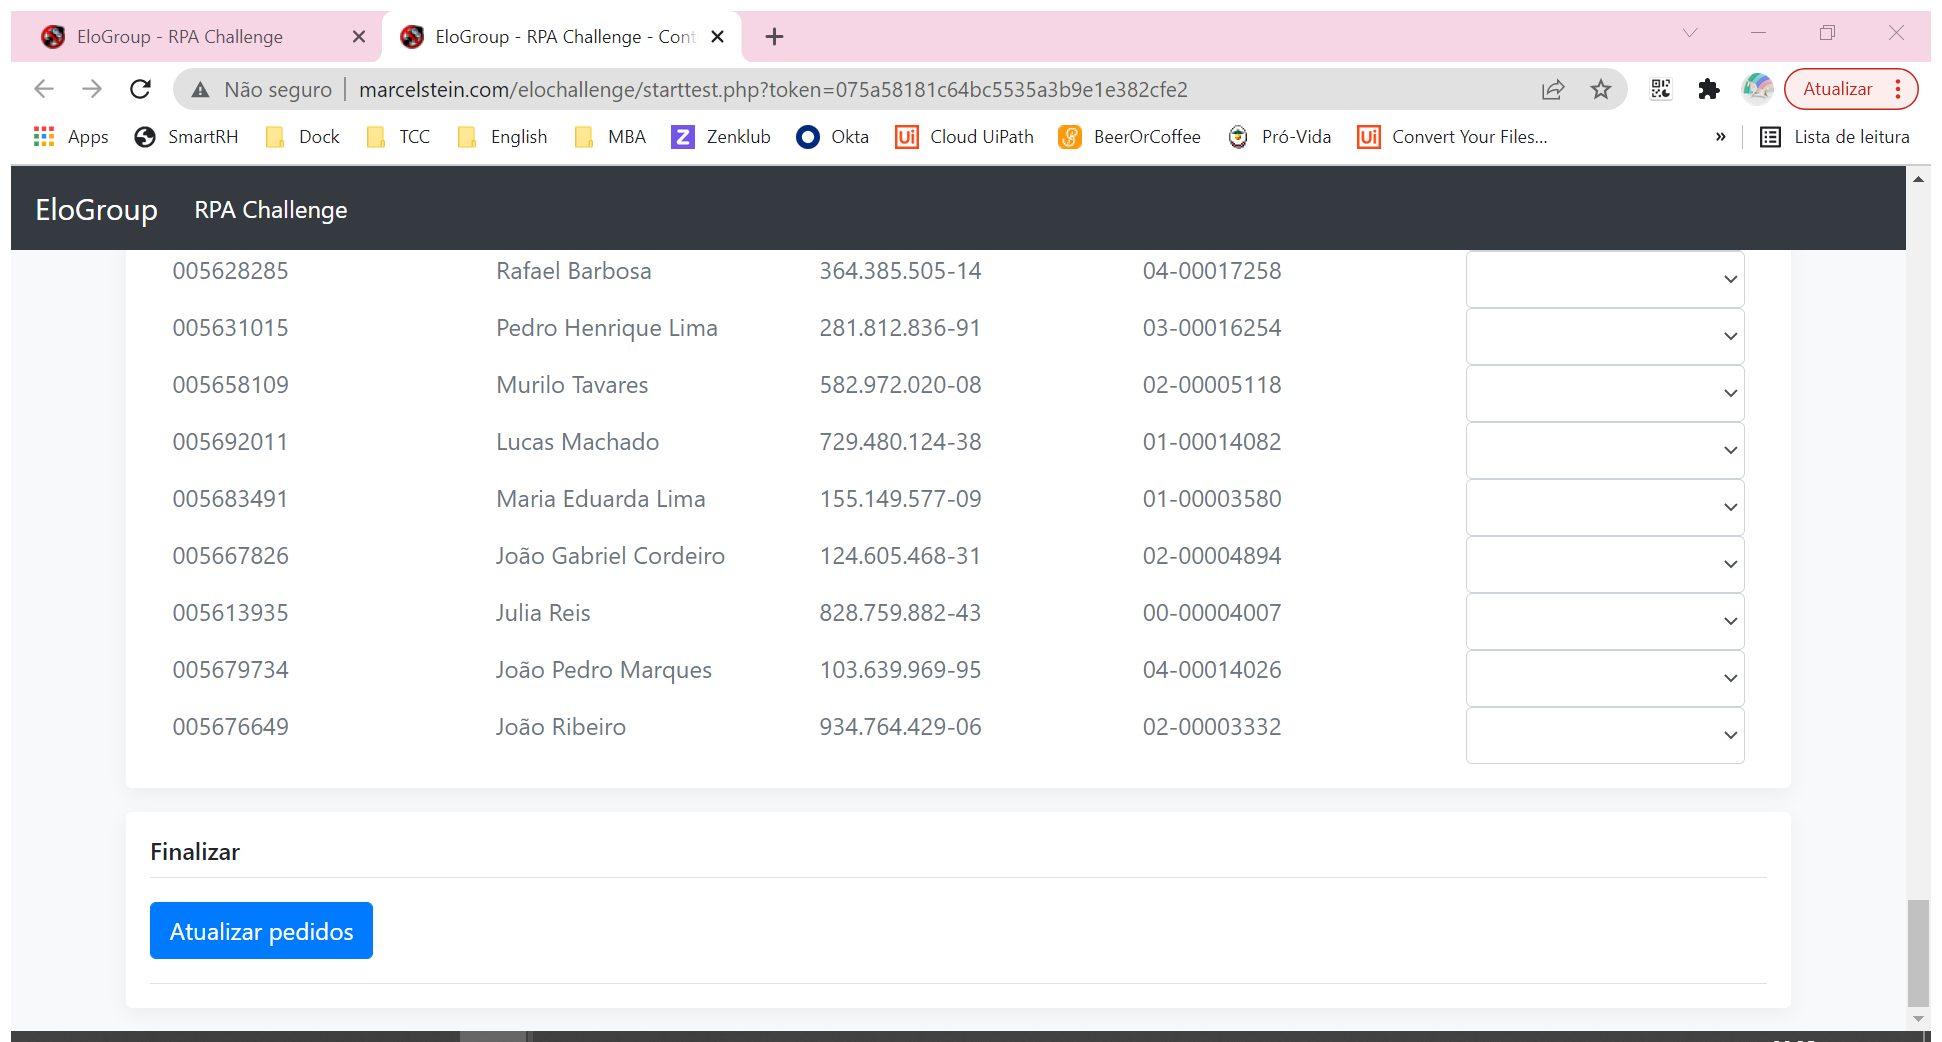 EloGroup - RPA Challenge
EloGroup - RPA Challenge - Cont
Não seguro | marcelstein.com/elochallenge/starttest.php?token=075a58181c64bc5535a3b9e1e382cfe2
Atualizar
Apps SmartRH Dock TCC English MBA Zenklub Okta Cloud UiPath BeerOrCoffee Pró-Vida Convert Your Files... » Lista de leitura
EloGroup RPA Challenge
005628285 Rafael Barbosa 364.385.505-14 04-00017258
005631015 Pedro Henrique Lima 281.812.836-91 03-00016254
005658109 Murilo Tavares 582.972.020-08 02-00005118
005692011 Lucas Machado 729.480.124-38 01-00014082
005683491 Maria Eduarda Lima 155.149.577-09 01-00003580
005667826 João Gabriel Cordeiro 124.605.468-31 02-00004894
005613935 Julia Reis 828.759.882-43 00-00004007
005679734 João Pedro Marques 103.639.969-95 04-00014026
005676649 João Ribeiro 934.764.429-06 02-00003332
Finalizar
Atualizar pedidos